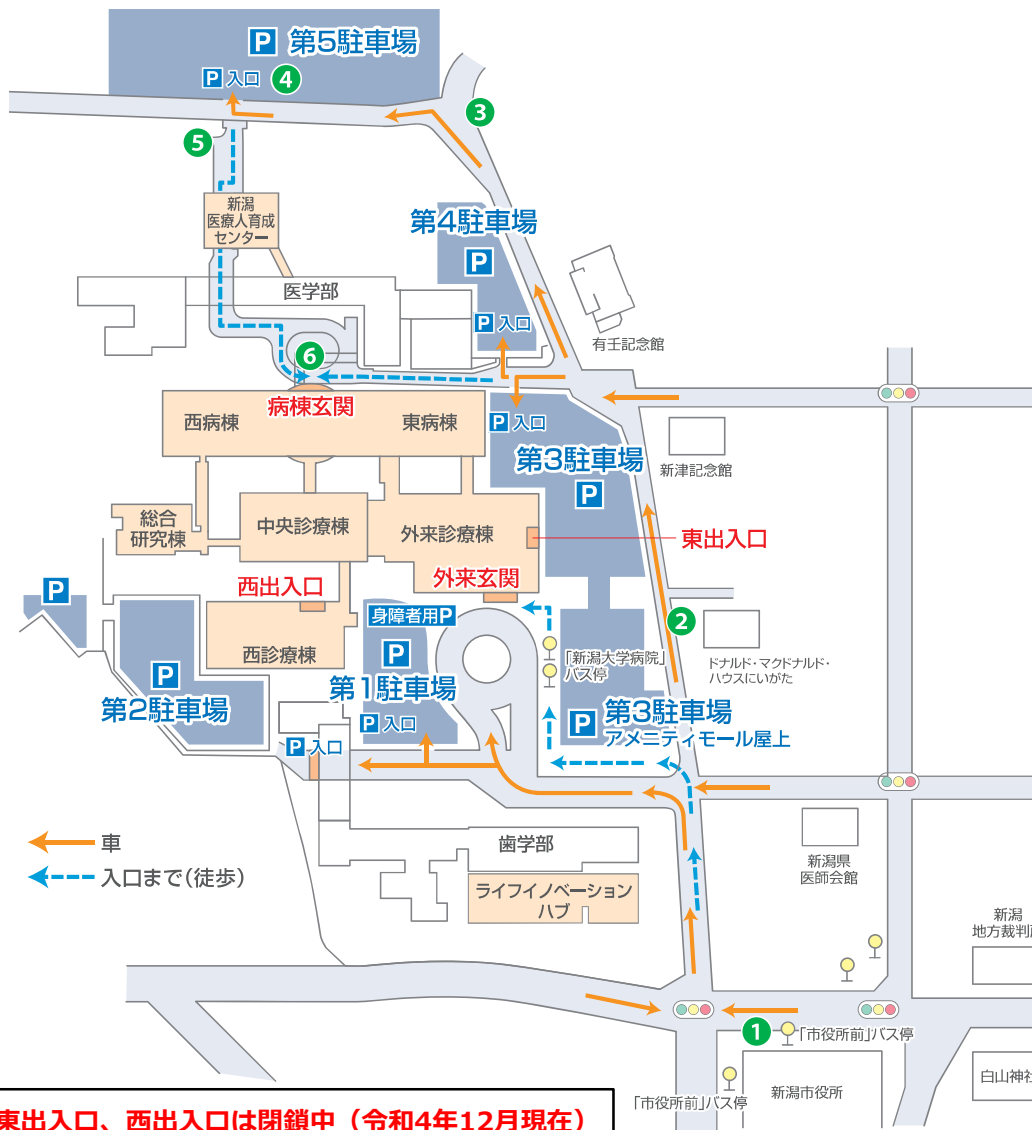 P 第5駐車場
P 入口 4
3
5
新潟
医療人育成
センター
第4駐車場
P
医学部
P 入口
有壬記念館
6
病棟玄関
西病棟
東病棟
P 入口
第3駐車場
P
新津記念館
総合
研究棟
中央診療棟
外来診療棟
東出入口
西出入口
外来玄関
P
身障者用P
2
西診療棟
P
「新潟大学病院」
バス停
ドナルド・マクドナルド・
ハウスにいがた
P
第2駐車場
第1駐車場
P 入口
P 第3駐車場
アメニティモール屋上
P 入口
車
入口まで(徒歩)
歯学部
ライフイノベーション
ハブ
新潟県
医師会館
新潟
地方裁判
1
「市役所前」バス停
「市役所前」バス停
新潟市役所
白山神社
東出入口、西出入口は閉鎖中（令和4年12月現在）